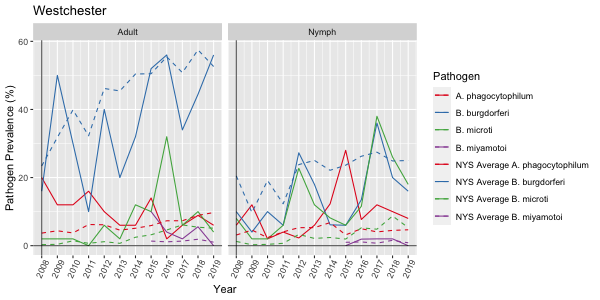 Westchester
Adult
Nymph
Pathogen Prevalence (%)
60
40
20
0
2008 2009 2010 2011 2012 2013 2014 2015 2016 2017 2018 2019
2008 2009 2010 2011 2012 2013 2014 2015 2016 2017 2018 2019
Year
Pathogen
A. phagocytophilum
B. burgdorferi
B. microti
B. miyamotoi
NYS Average A. phagocytophilum
NYS Average B. burgdorferi
NYS Average B. microti
NYS Average B. miyamotoi